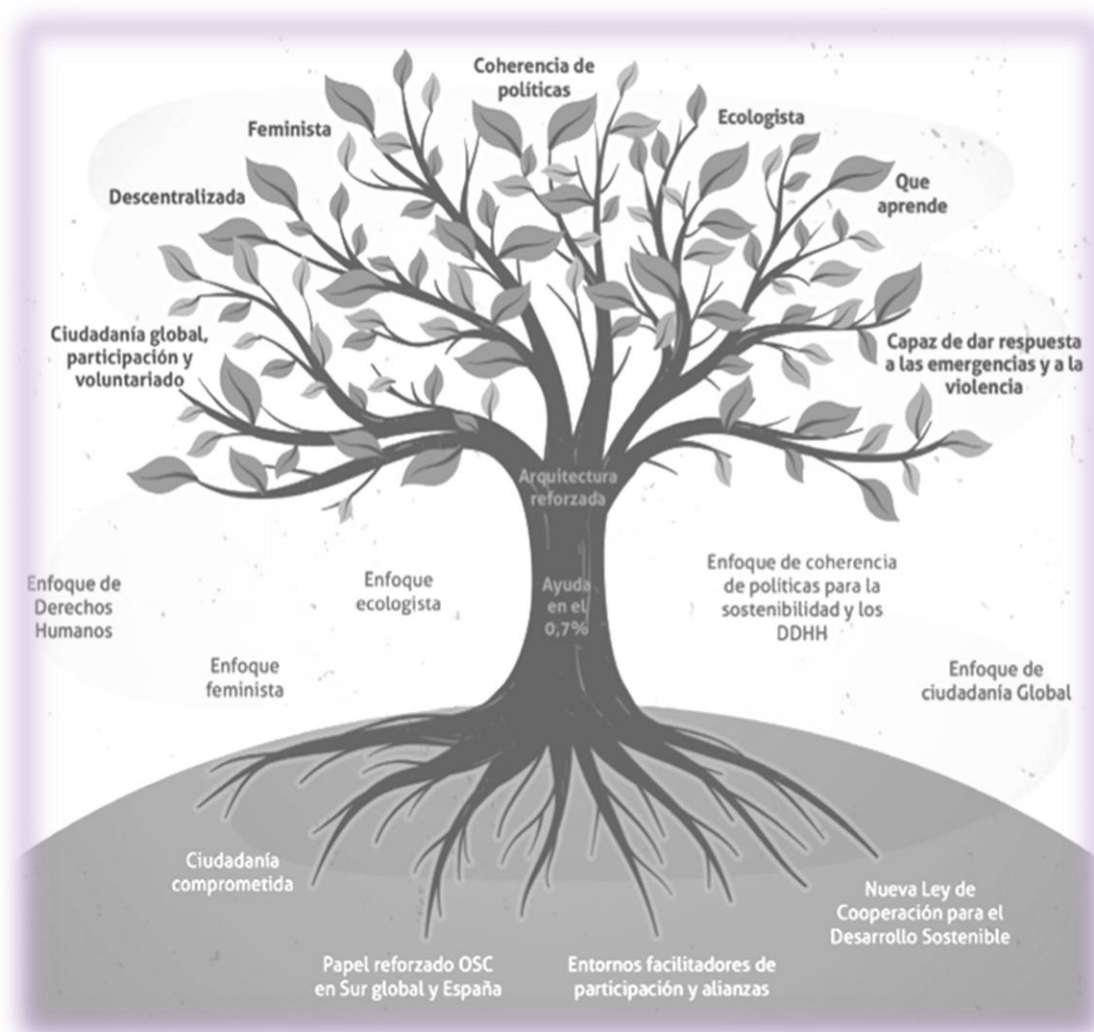 Coherencia de
políticas
Feminista
Ecologista
Descentralizada
Que
aprende
Ciudadanía global,
participación y
voluntariado
Capaz de dar respuesta
a las emergencias y a la
violencia
Arquitectura
reforzada
Ayuda
en el
0,7%
Enfoque de
Derechos
Humanos
Enfoque
ecologista
Enfoque de coherencia
de políticas para la
sostenibilidad y los
DDHH
Enfoque
feminista
Enfoque de
ciudadanía Global
Ciudadanía
comprometida
Nueva Ley de
Cooperación para el
Desarrollo Sostenible
Papel reforzado OSC
en Sur global y España
Entornos facilitadores de
participación y alianzas